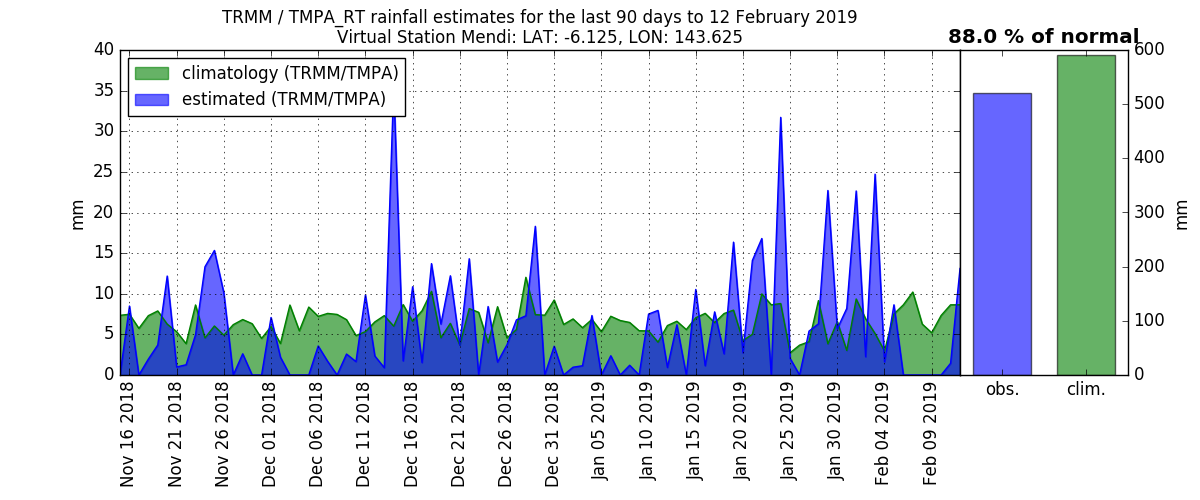 TRMM / TMPA_RT rainfall estimates for the last 90 days to 12 February 2019
Virtual Station Mendi: LAT: -6.125, LON: 143.625
88.0 % of normal
climatology (TRMM/TMPA)
estimated (TRMM/TMPA)
40
35
30
25
20
15
10
5
0
mm
Nov 16 2018
Nov 21 2018
Nov 26 2018
Dec 01 2018
Dec 06 2018
Dec 11 2018
Dec 16 2018
Dec 21 2018
Dec 26 2018
Dec 31 2018
Jan 05 2019
Jan 10 2019
Jan 15 2019
Jan 20 2019
Jan 25 2019
Jan 30 2019
Feb 04 2019
Feb 09 2019
obs.
clim.
600
500
400
300
200
100
0
mm